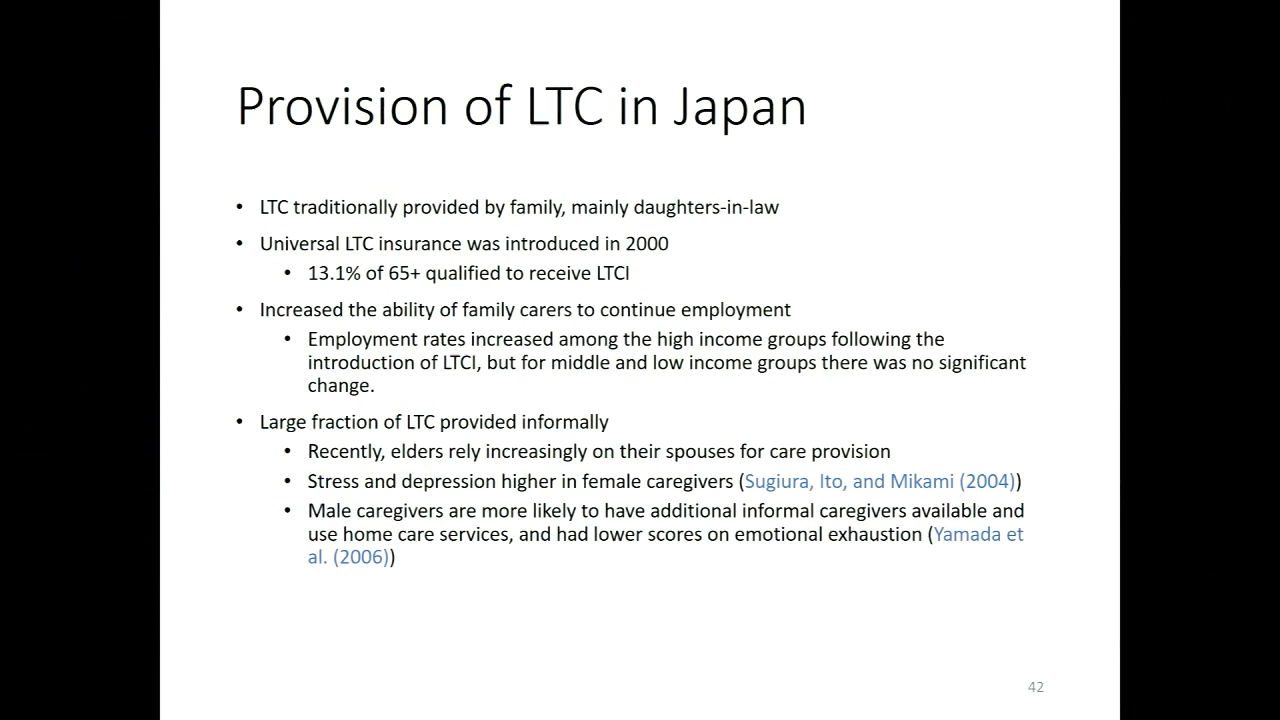 Provision of LTC in Japan
• LTC traditionally provided by family, mainly daughters-in-law
• Universal LTC insurance was introduced in 2000
• 13.1% of 65+ qualified to receive LTCI
• Increased the ability of family carers to continue employment
• Employment rates increased among the high income groups following the
introduction of LTCI, but for middle and low income groups there was no significant
change.
• Large fraction of LTC provided informally
• Recently, elders rely increasingly on their spouses for care provision
• Stress and depression higher in female caregivers (Sugiura, Ito, and Mikami (2004))
• Male caregivers are more likely to have additional informal caregivers available and
use home care services, and had lower scores on emotional exhaustion (Yamada et
al. (2006))
42